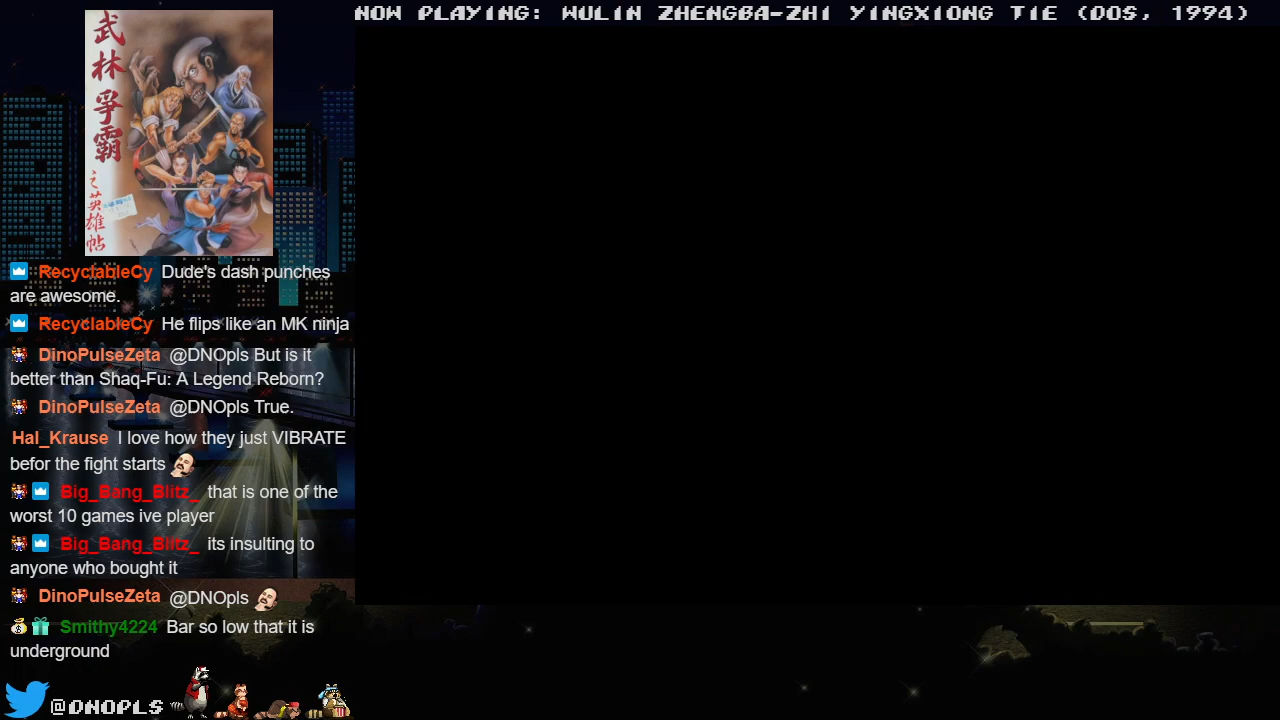 NOW PLAYING: WULIN ZHENGBA-ZHI YINGXIONG TIE (DOS, 1994)
武林爭霸
之英雄帖
RecyclableCy Dude's dash punches
are awesome.
RecyclableCy He flips like an MK ninja
DinoPulseZeta @DNOpls But is it
better than Shaq-Fu: A Legend Reborn?
DinoPulseZeta @DNOpls True.
Hal_Krause I love how they just VIBRATE
befor the fight starts
Big_Bang_Blitz_ that is one of the
worst 10 games ive player
Big_Bang_Blitz_ its insulting to
anyone who bought it
DinoPulseZeta @DNOpls
Smithy4224 Bar so low that it is
underground
@DNOPLS